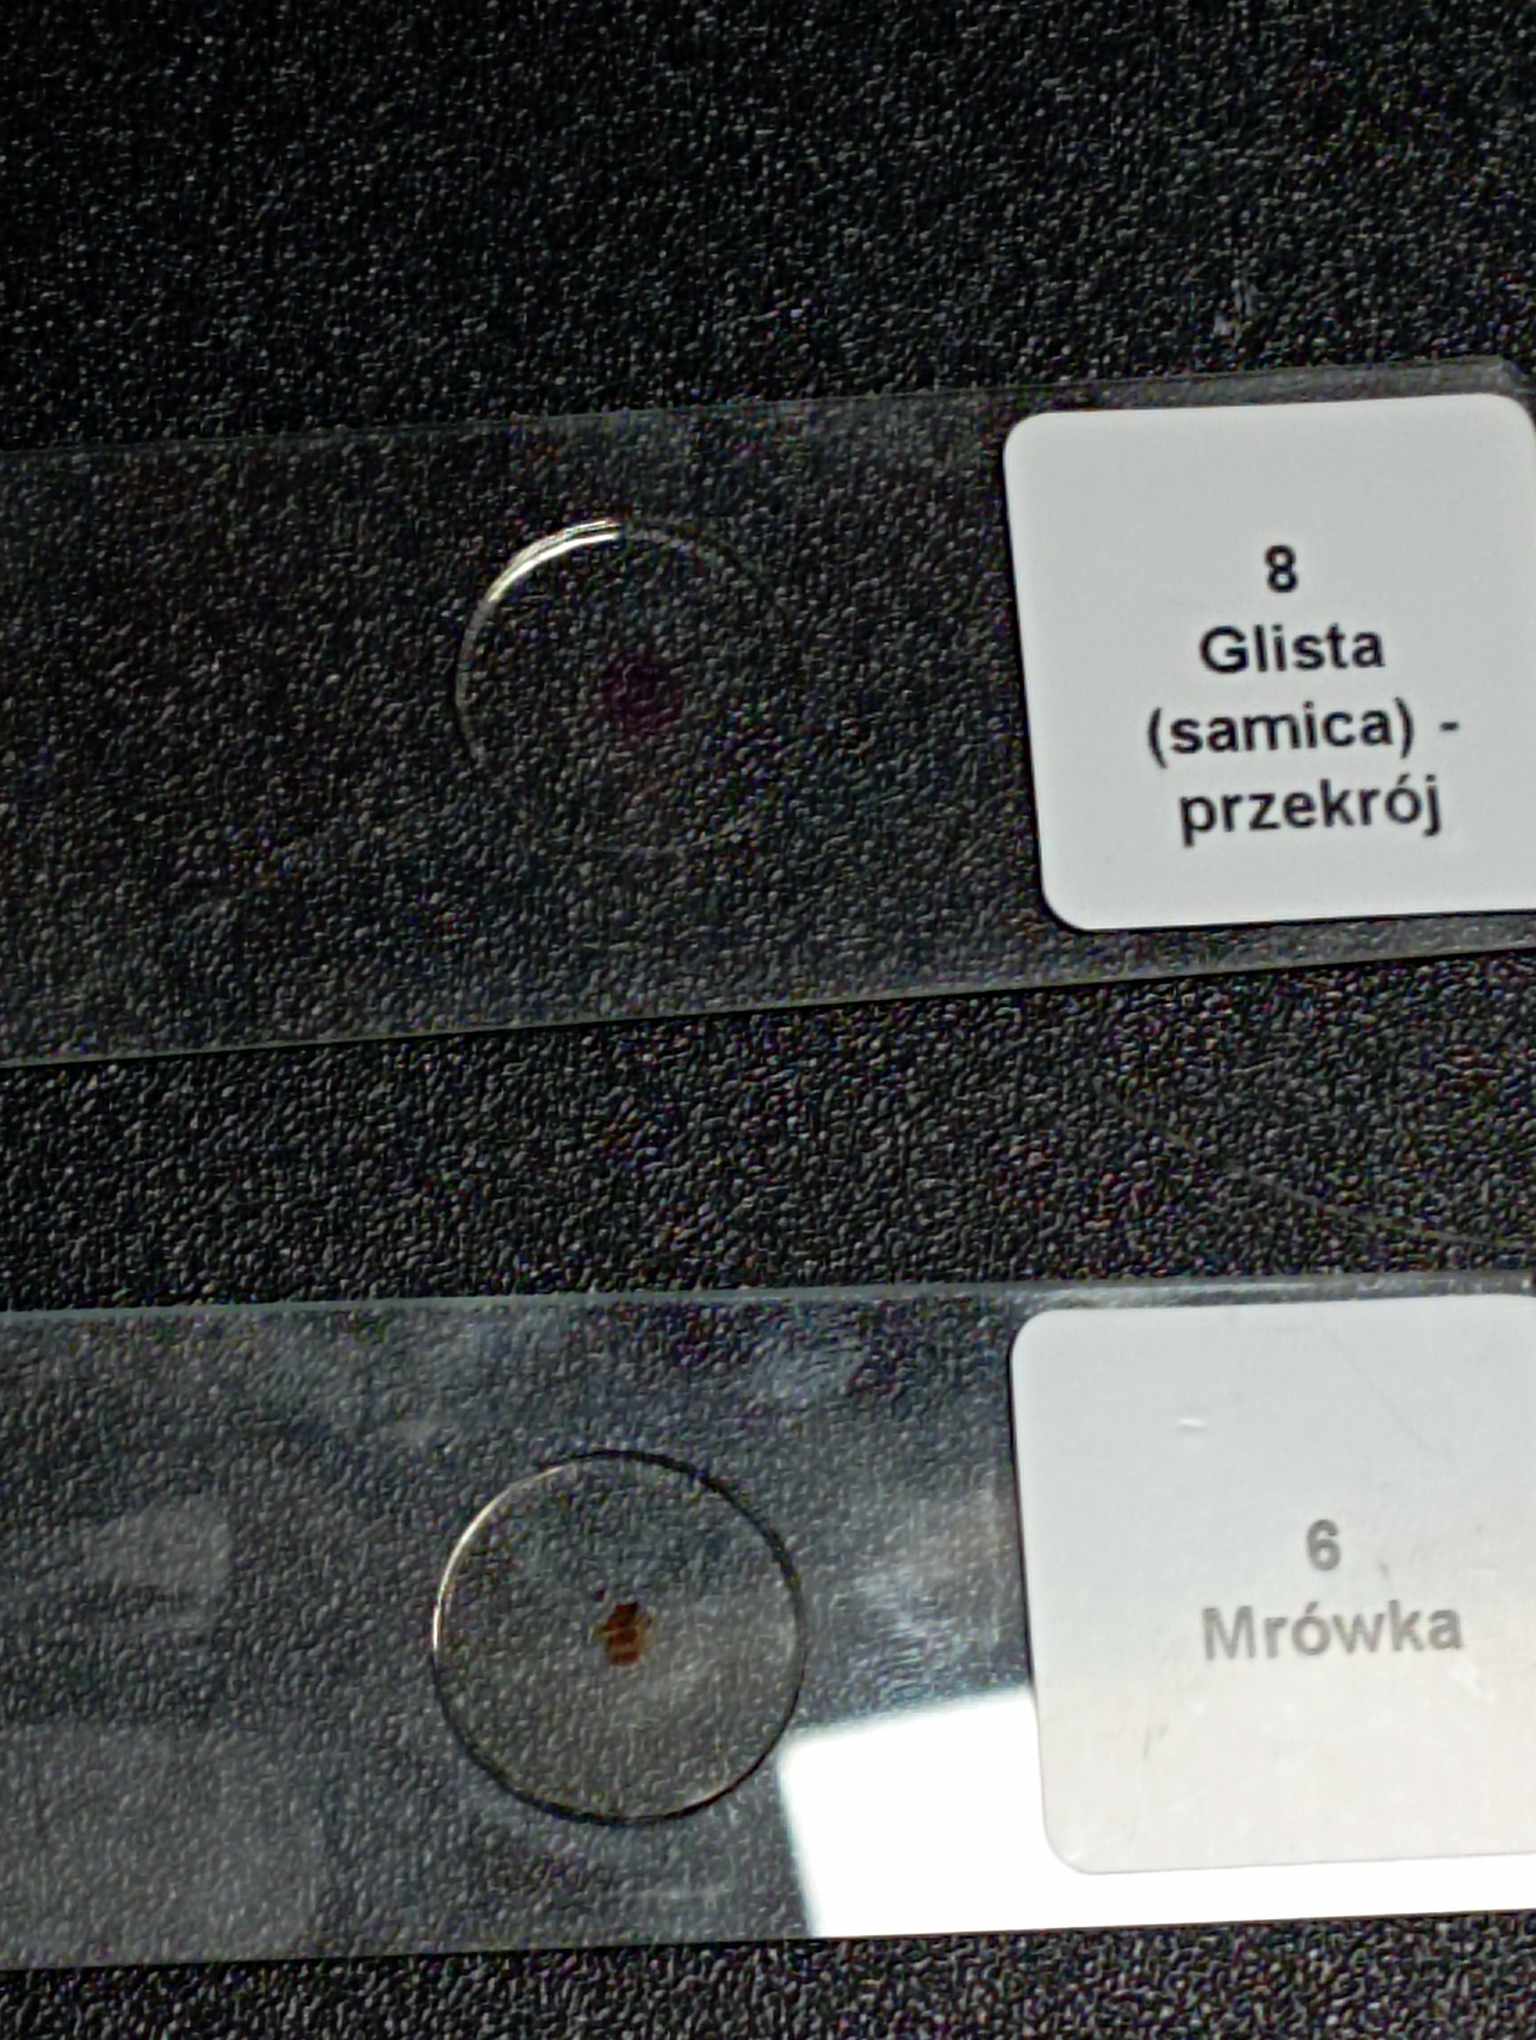 8
Glista
(samica) -
przekrój
6
Mrówka